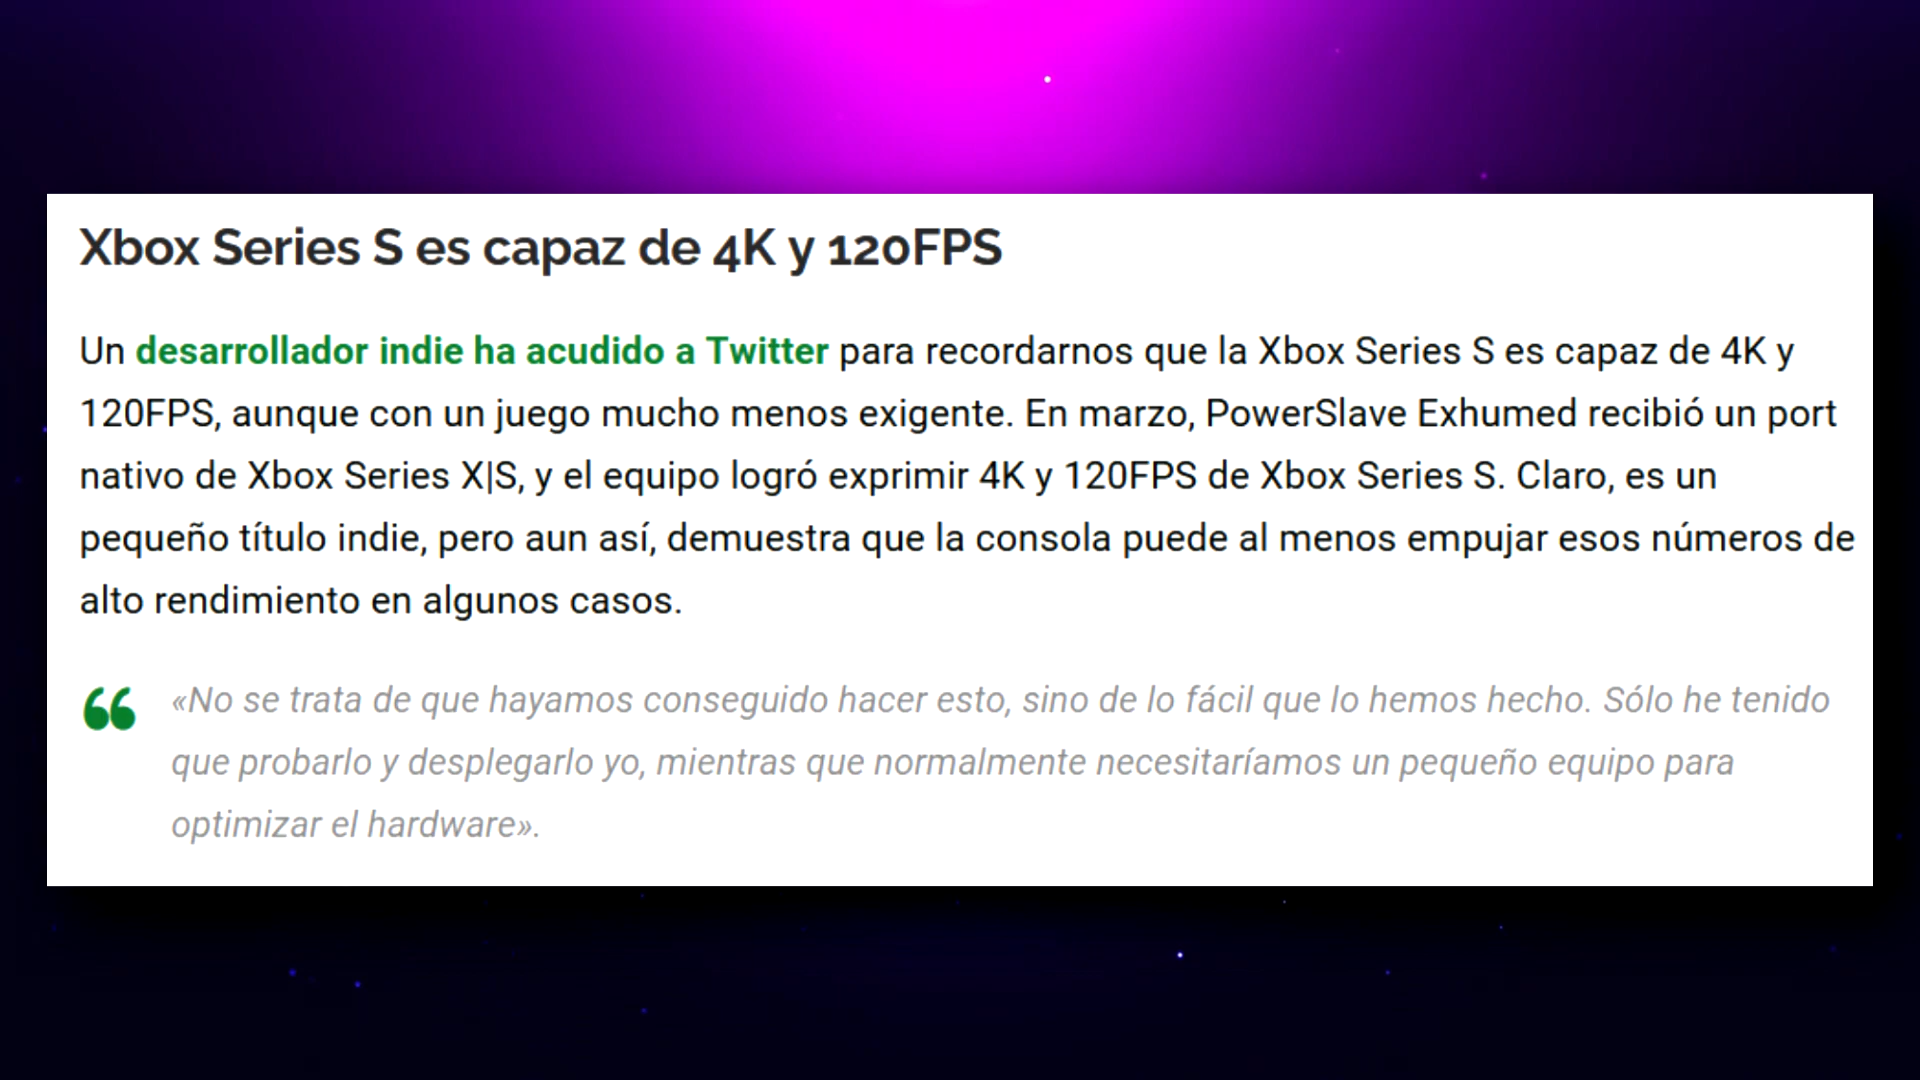 Xbox Series S es capaz de 4K y 120FPS
Un desarrollador indie ha acudido a Twitter para recordarnos que la Xbox Series S es capaz de 4K y
120FPS, aunque con un juego mucho menos exigente. En marzo, PowerSlave Exhumed recibió un port
nativo de Xbox Series X|S, y el equipo logró exprimir 4K y 120FPS de Xbox Series S. Claro, es un
pequeño título indie, pero aun así, demuestra que la consola puede al menos empujar esos números de
alto rendimiento en algunos casos.
«No se trata de que hayamos conseguido hacer esto, sino de lo fácil que lo hemos hecho. Sólo he tenido
que probarlo y desplegarlo yo, mientras que normalmente necesitaríamos un pequeño equipo para
optimizar el hardware».